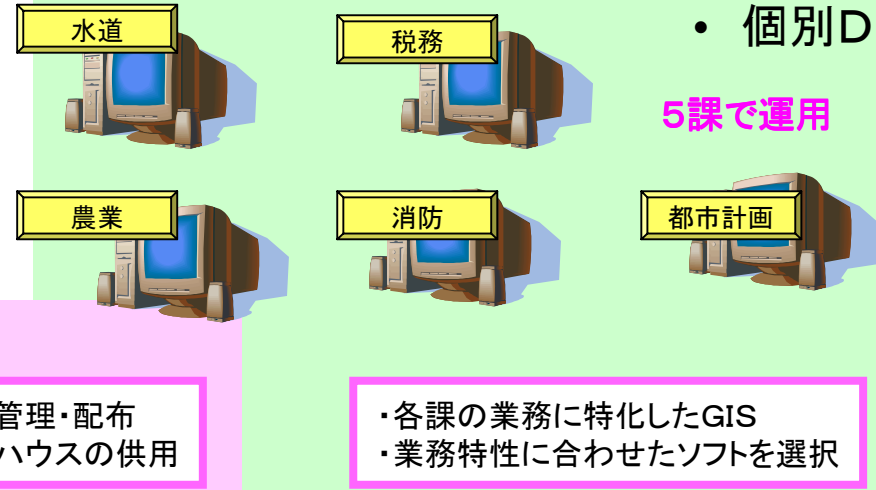 水道
税務
・個別D
5課で運用
農業
消防
都市計画
管理・配布
ハウスの供用
・各課の業務に特化したGIS
・業務特性に合わせたソフトを選択